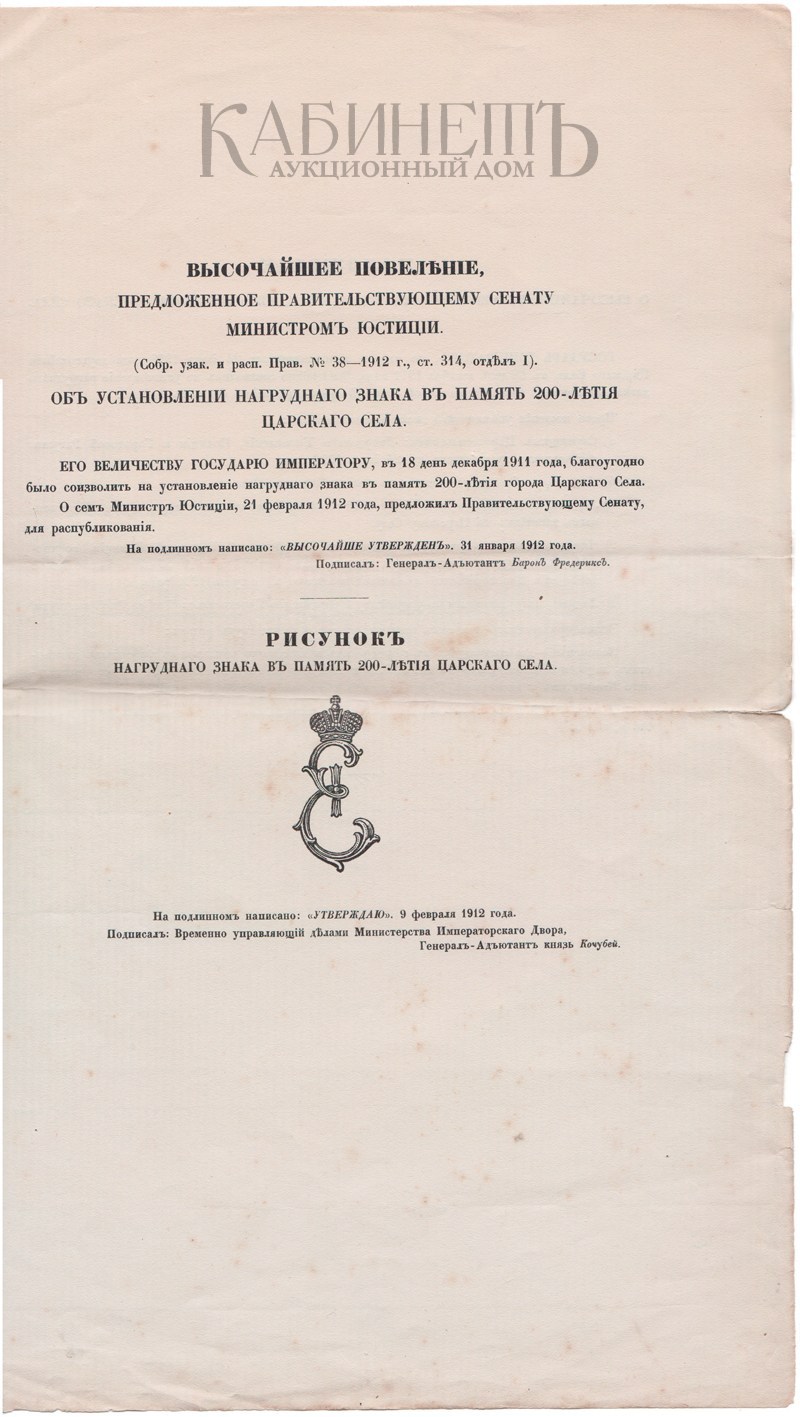 КАБИНЕТЪ
АУКЦИОННЫЙ ДОМ
ВЫСОЧАЙШЕЕ ПОВЕЛѢНІЕ,
ПРЕДЛОЖЕННОЕ ПРАВИТЕЛЬСТВУЮЩЕМУ СЕНАТУ
МИНИСТРОМЪ ЮСТИЦІИ.
(Собр. узак. и расп. Прав. № 38—1912 г., ст. 314, отдѣлъ I).
ОБЪ УСТАНОВЛЕНІИ НАГРУДНАГО ЗНАКА ВЪ ПАМЯТЬ 200-ЛѢТІЯ
ЦАРСКАГО СЕЛА.
ЕГО ВЕЛИЧЕСТВУ ГОСУДАРЮ ИМПЕРАТОРУ, въ 18 день декабря 1911 года, благоугодно
было соизволить на установленіе нагруднаго знака въ память 200-лѣтія города Царскаго Села.
О семъ Министръ Юстиціи, 21 февраля 1912 года, предложилъ Правительствующему Сенату,
для распубликованія.
На подлинномъ написано: «ВЫСОЧАЙШЕ УТВЕРЖДЕНЪ». 31 января 1912 года.
Подписалъ: Генералъ-Адъютантъ Баронъ Фредериксъ.
РИСУНОКЪ
НАГРУДНАГО ЗНАКА ВЪ ПАМЯТЬ 200-ЛѢТІЯ ЦАРСКАГО СЕЛА.
На подлинномъ написано: «УТВЕРЖДАЮ». 9 февраля 1912 года.
Подписалъ: Временно управляющій дѣлами Министерства Императорскаго Двора,
Генералъ-Адъютантъ князь Кочубей.